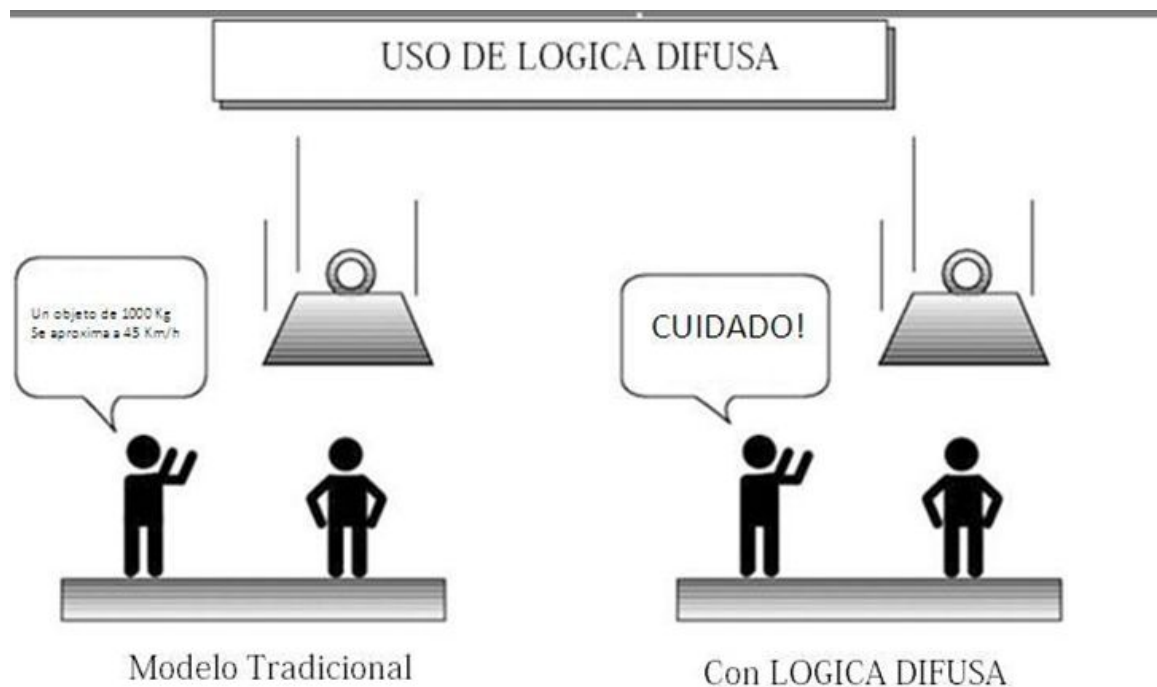 USO DE LOGICA DIFUSA
Un objeto de 1000 Kg
Se aproxima a 45 Km/h
CUIDADO!
Modelo Tradicional
Con LOGICA DIFUSA